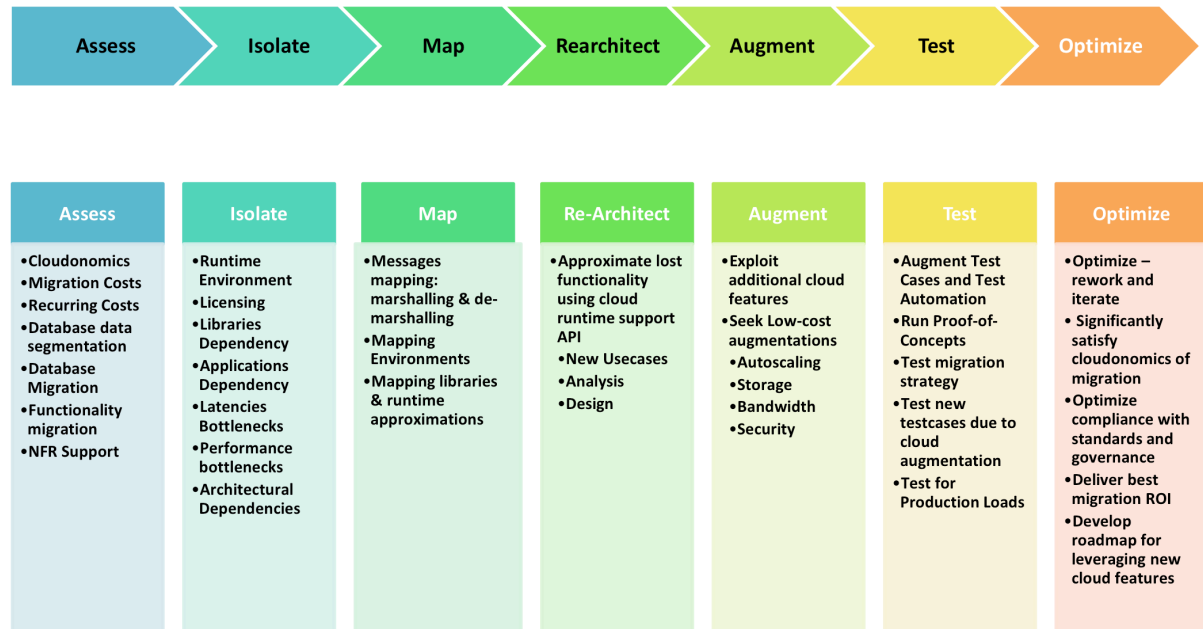 Assess
Isolate
Map
Rearchitect
Augment
Test
Optimize
Assess
•Cloudonomics
•Migration Costs
•Recurring Costs
•Database data
segmentation
•Database
Migration
•Functionality
migration
•NFR Support
Isolate
•Runtime
Environment
•Licensing
•Libraries
Dependency
•Applications
Dependency
•Latencies
Bottlenecks
•Performance
bottlenecks
•Architectural
Dependencies
Map
•Messages
mapping:
marshalling & de-
marshalling
•Mapping
Environments
•Mapping libraries
& runtime
approximations
Re-Architect
•Approximate lost
functionality
using cloud
runtime support
API
•New Usecases
•Analysis
•Design
Augment
•Exploit
additional cloud
features
•Seek Low-cost
augmentations
•Autoscaling
•Storage
•Bandwidth
•Security
Test
•Augment Test
Cases and Test
Automation
•Run Proof-of-
Concepts
•Test migration
strategy
•Test new
testcases due to
cloud
augmentation
•Test for
Production Loads
Optimize
•Optimize –
rework and
iterate
• Significantly
satisfy
cloudonomics of
migration
•Optimize
compliance with
standards and
governance
•Deliver best
migration ROI
•Develop
roadmap for
leveraging new
cloud features